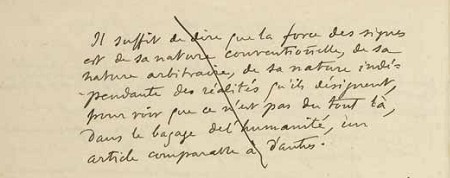 Il suffit de dire que la force des signes
est de sa nature conventionnelle, de sa
nature arbitraire, de sa nature indé-
pendante des réalités qu'ils désignent,
pour voir que ce n'est pas du tout là,
dans le bagage de l'humanité, un
article comparable à d'autres.